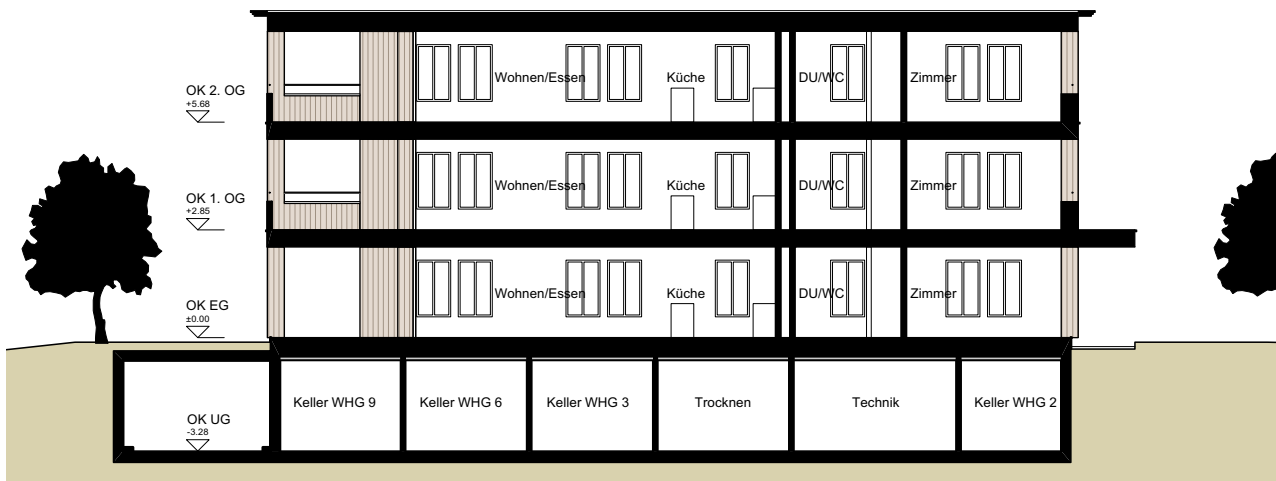 OK 2. OG
+5.68
Wohnen/Essen
Küche
DU/WC
Zimmer
OK 1. OG
+2.85
Wohnen/Essen
Küche
DU/WC
Zimmer
OK EG
±0.00
Wohnen/Essen
Küche
DU/WC
Zimmer
OK UG
-3.28
Keller WHG 9
Keller WHG 6
Keller WHG 3
Trocknen
Technik
Keller WHG 2